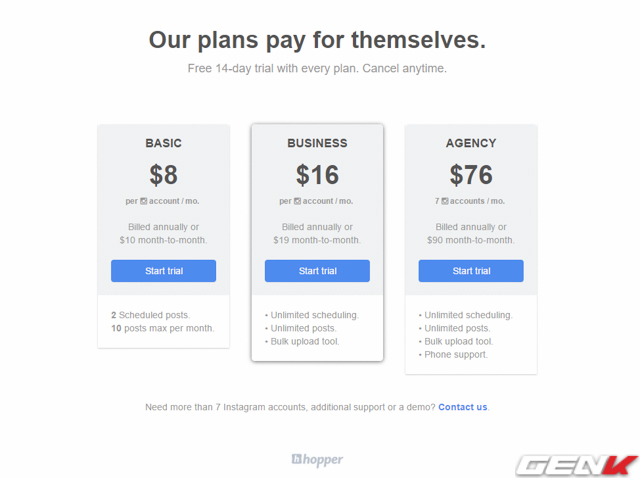 Our plans pay for themselves.
Free 14-day trial with every plan. Cancel anytime.
BASIC
$8
per account / mo.
Billed annually or
$10 month-to-month.
Start trial
2 Scheduled posts.
10 posts max per month.
BUSINESS
$16
per account / mo.
Billed annually or
$19 month-to-month.
Start trial
• Unlimited scheduling.
• Unlimited posts.
• Bulk upload tool.
AGENCY
$76
7 accounts / mo.
Billed annually or
$90 month-to-month.
Start trial
• Unlimited scheduling.
• Unlimited posts.
• Bulk upload tool.
• Phone support.
Need more than 7 Instagram accounts, additional support or a demo? Contact us.
hopper
GENK